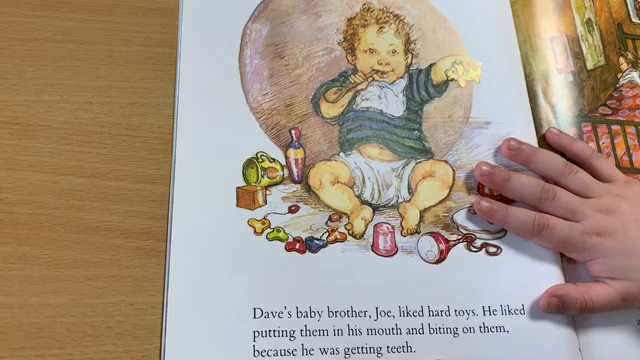 Dave's baby brother, Joe, liked hard toys. He liked
putting them in his mouth and biting on them,
because he was getting teeth.